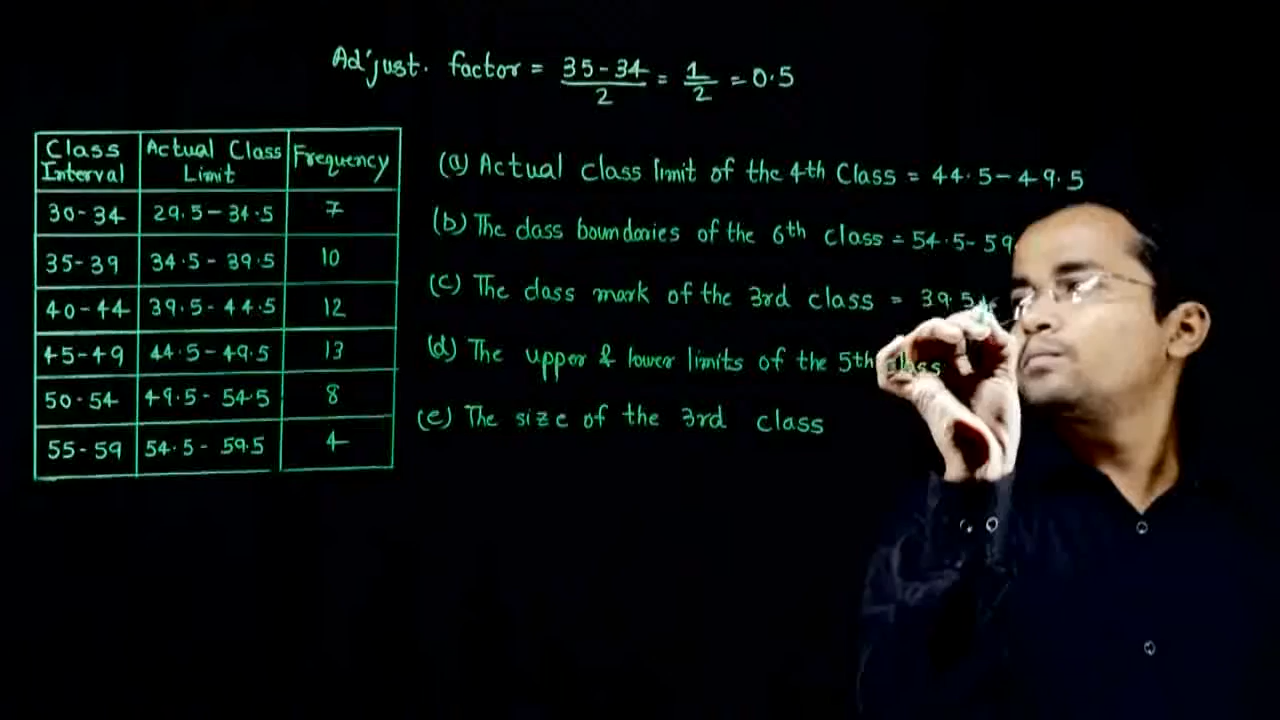 Adjust. factor = 35-34/2 = 1/2 = 0.5
Class Interval | Actual Class Limit | Frequency
30-34 | 29.5-34.5 | 7
35-39 | 34.5-39.5 | 10
40-44 | 39.5-44.5 | 12
45-49 | 44.5-49.5 | 13
50-54 | 49.5-54.5 | 8
55-59 | 54.5-59.5 | 4
(a) Actual class limit of the 4th Class = 44.5-49.5
(b) The class boundaries of the 6th class = 54.5-59
(c) The class mark of the 3rd class = 39.5
(d) The upper & lower limits of the 5th class
(e) The size of the 3rd class